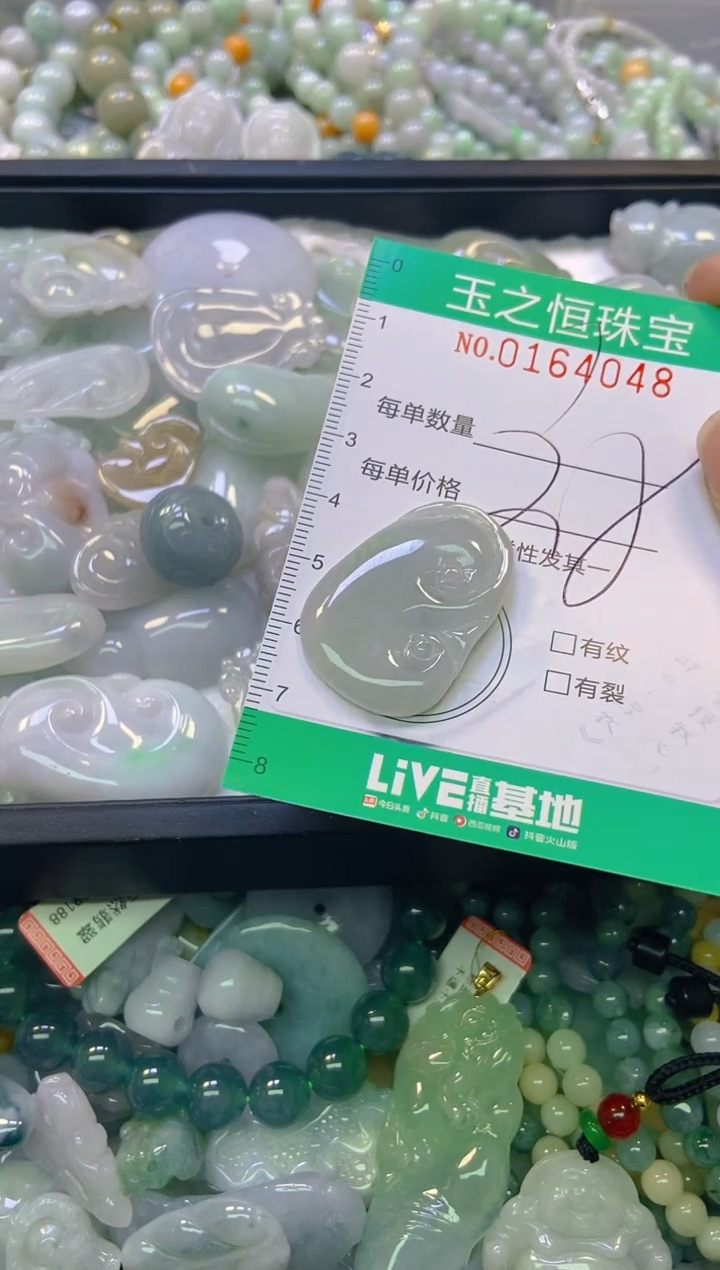 0
1
2
3
4
5
6
7
8
玉之恒珠宝
NO.0164048
每单数量
每单价格
28
性发其一
□有纹
□有裂
LiVE直播基地
今日头条 抖音 西瓜视频 抖音火山版
9188